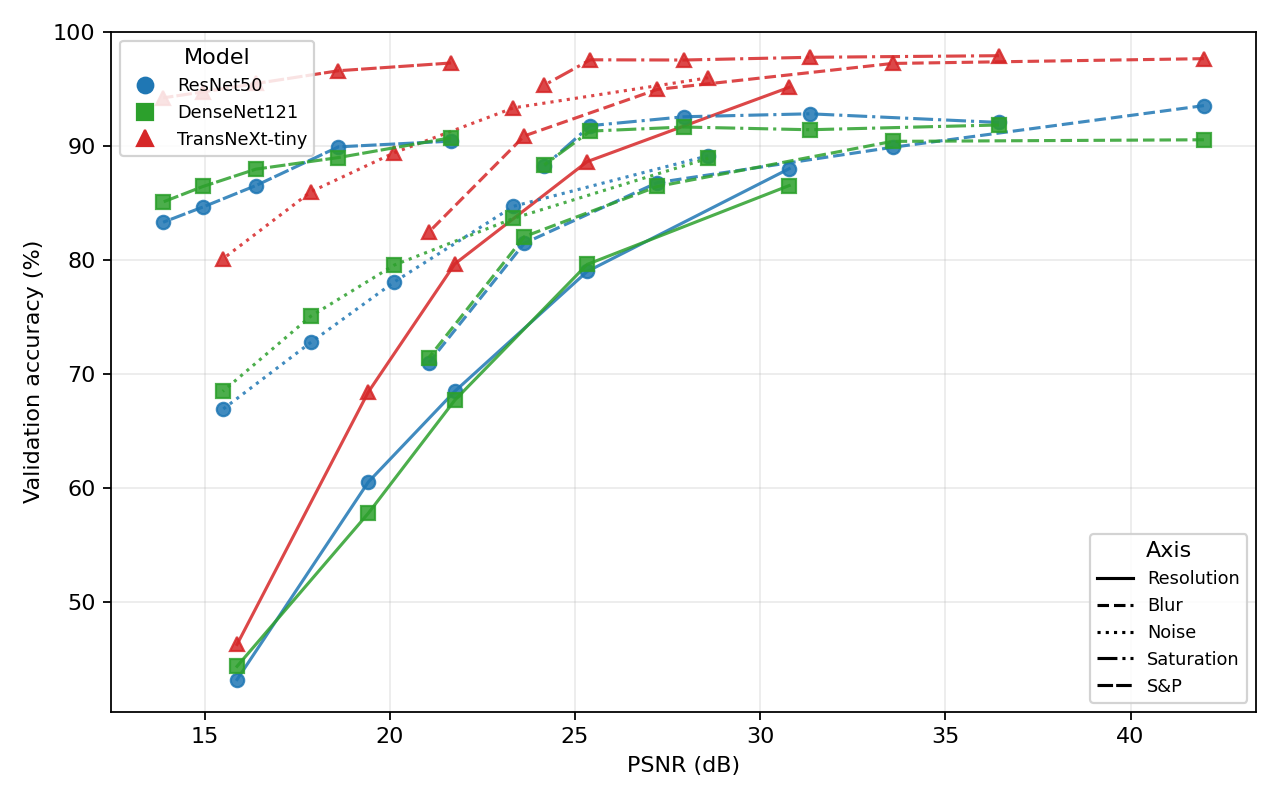 100
90
80
70
60
50
Validation accuracy (%)
Model
ResNet50
DenseNet121
TransNeXt-tiny
Axis
Resolution
Blur
Noise
Saturation
S&P
15
20
25
30
35
40
PSNR (dB)